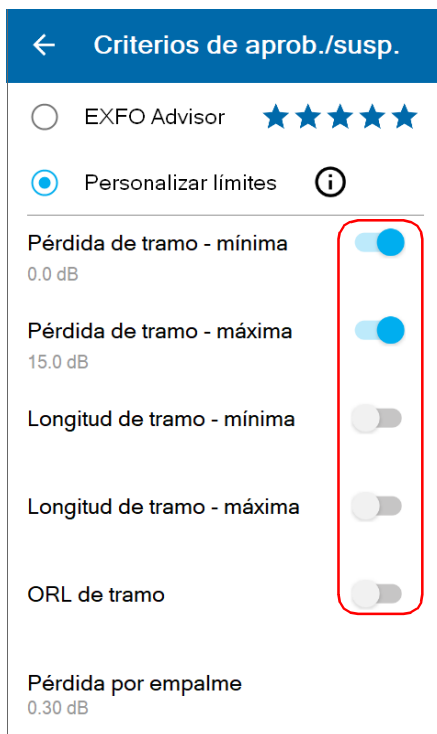 Criterios de aprob./susp.
EXFO Advisor
Personalizar límites
Pérdida de tramo - mínima
0.0 dB
Pérdida de tramo - máxima
15.0 dB
Longitud de tramo - mínima
Longitud de tramo - máxima
ORL de tramo
Pérdida por empalme
0.30 dB